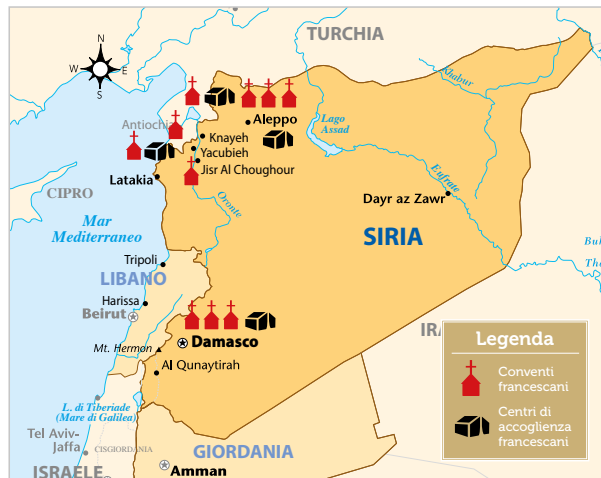 TURCHIA
N
E
S
W
Khabur
Antiochia
Aleppo
Lago
Assad
Knayeh
Yacubieh
Jisr Al Choughour
Latakia
CIPRO
Oronte
Dayr az Zawr
Eufrate
Mar
Mediterraneo
SIRIA
Tripoli
LIBANO
Harissa
Beirut
Damasco
Mt. Hermon
Al Qunaytirah
L. di Tiberiade
(Mare di Galilea)
Tel Aviv-
Jaffa
CISGIORDANIA
GIORDANIA
ISRAELE
Amman
Legenda
Conventi
francescani
Centri di
accoglienza
francescani